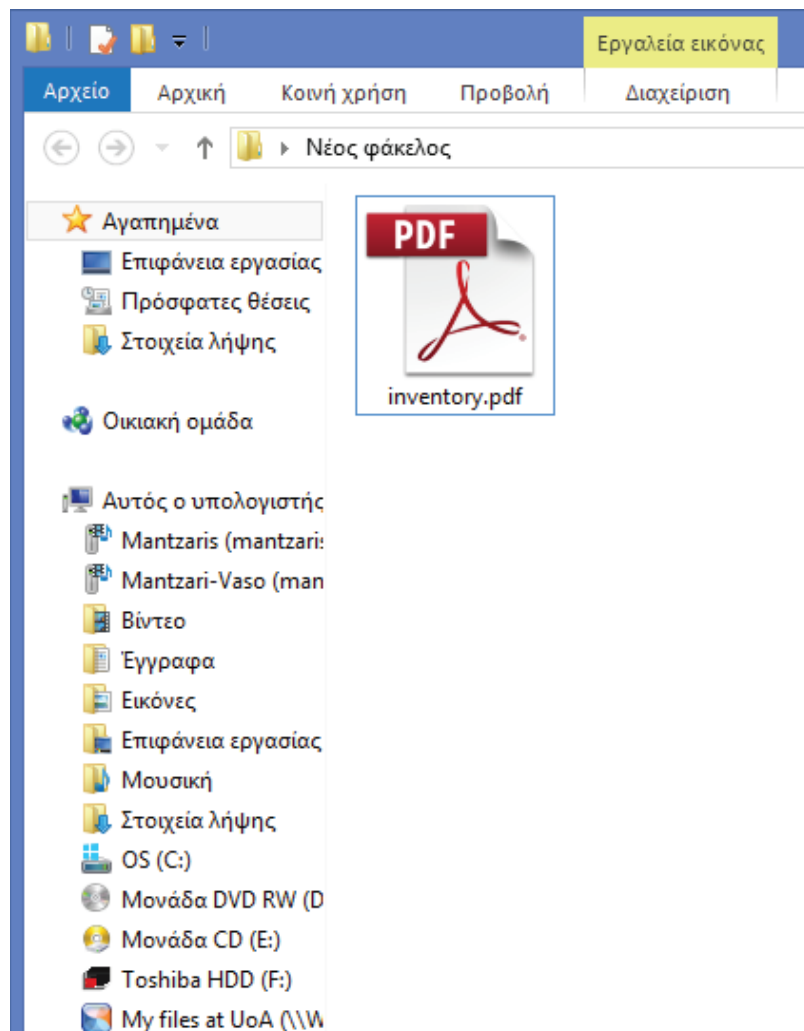 Εργαλεία εικόνας
Αρχείο Αρχική Κοινή χρήση Προβολή Διαχείριση
Νέος φάκελος
Αγαπημένα
Επιφάνεια εργασίας
Πρόσφατες θέσεις
Στοιχεία λήψης
Οικιακή ομάδα
Αυτός ο υπολογιστής
Mantzaris (mantzaris
Mantzari-Vaso (man
Βίντεο
Έγγραφα
Εικόνες
Επιφάνεια εργασίας
Μουσική
Στοιχεία λήψης
OS (C:)
Μονάδα DVD RW (D
Μονάδα CD (E:)
Toshiba HDD (F:)
My files at UoA (\\W
PDF
inventory.pdf